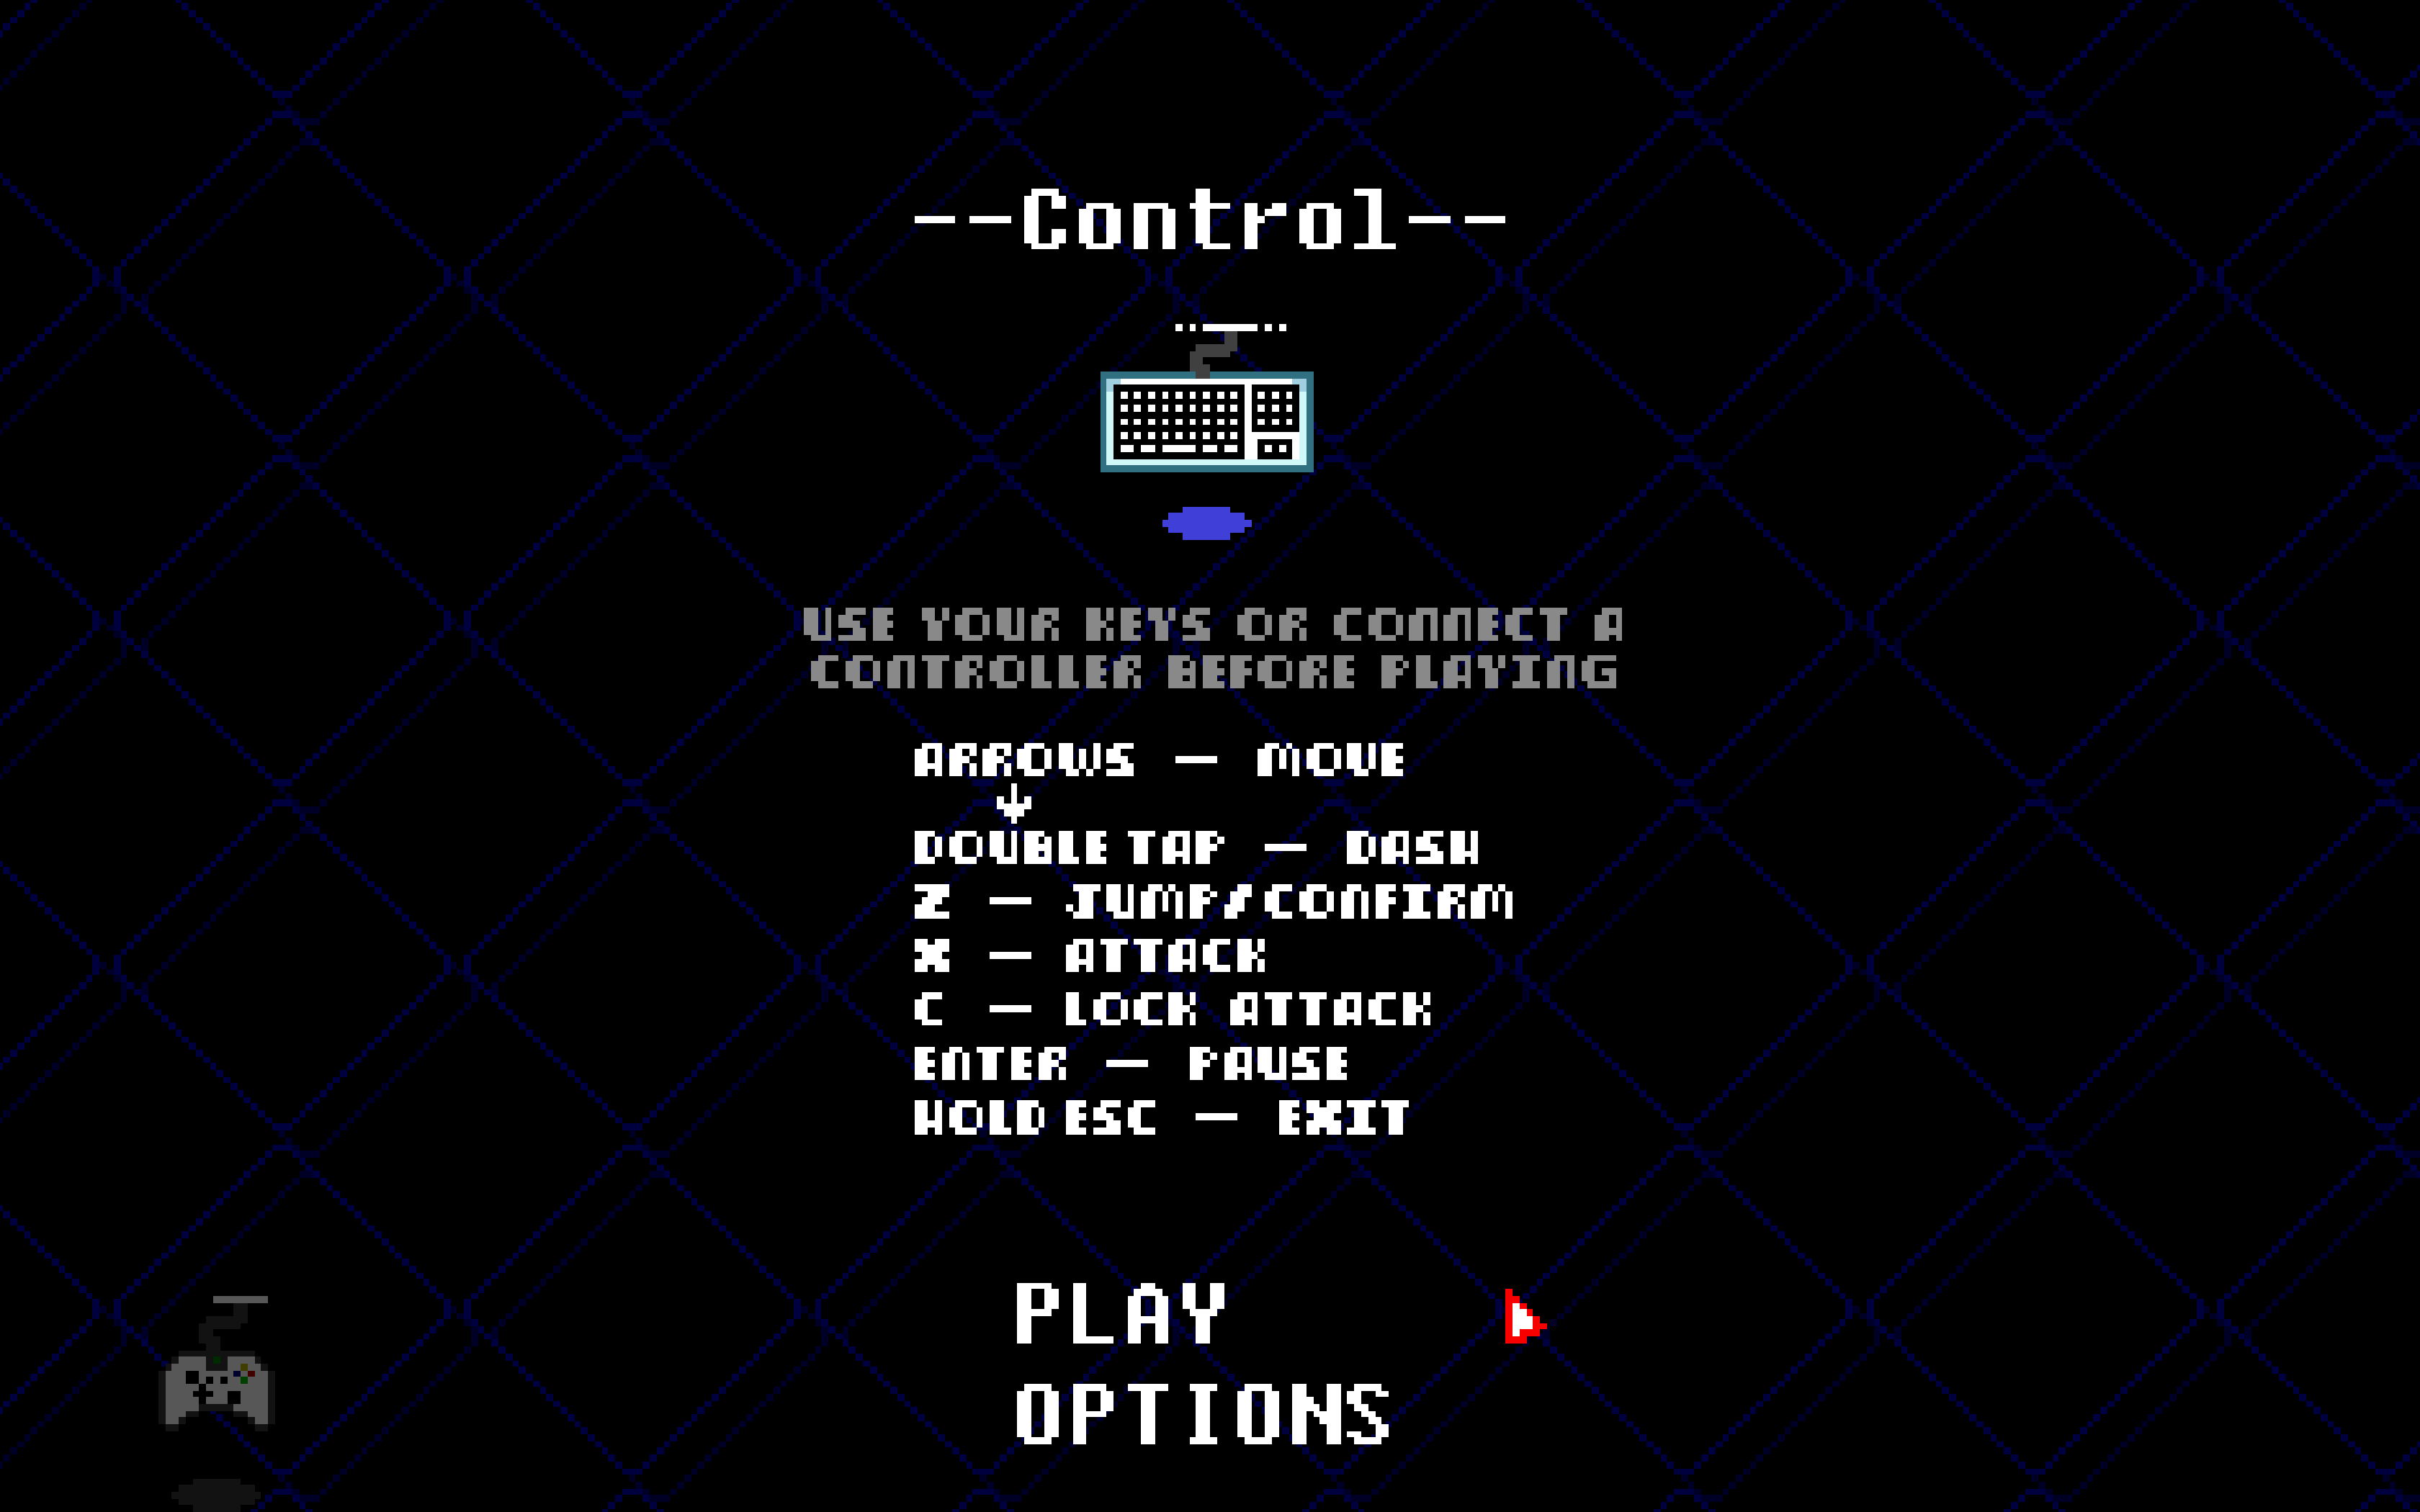 --Control--
USE YOUR KEYS OR CONNECT A
CONTROLLER BEFORE PLAYING
ARROWS — MOVE
↓
DOUBLE TAP — DASH
Z — JUMP/CONFIRM
X — ATTACK
C — LOCK ATTACK
ENTER — PAUSE
HOLD ESC — EXIT
PLAY
OPTIONS